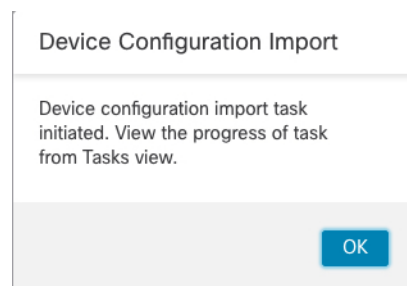 Device Configuration Import
Device configuration import task
initiated. View the progress of task
from Tasks view.
OK